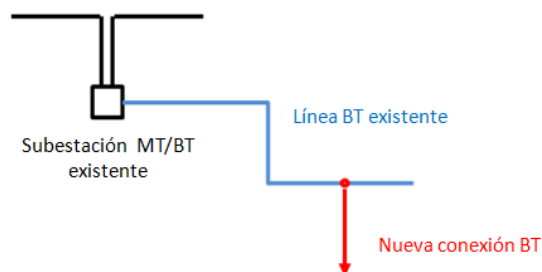 Línea BT existente
Subestación MT/BT
existente
Nueva conexión BT